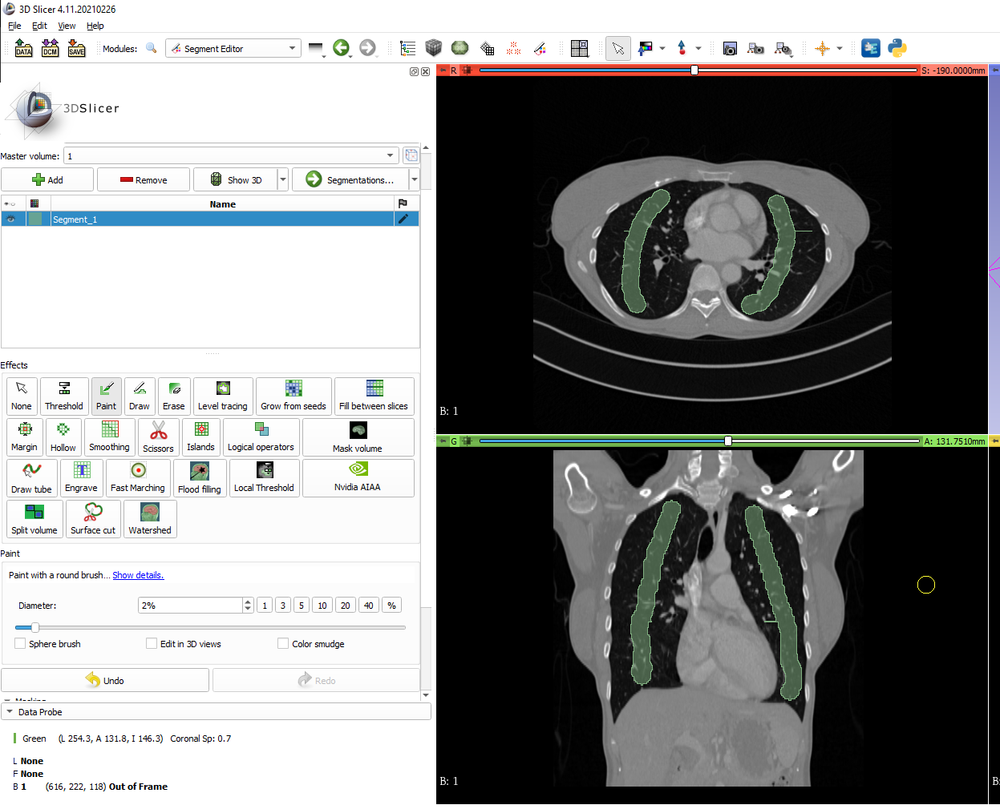 3D Slicer 4.11.20210226
File Edit View Help
DATA DCM SAVE Modules: Segment Editor
3DSlicer
Master volume: 1
Add Remove Show 3D Segmentations...
Name
Segment_1
Effects
None Threshold Paint Draw Erase Level tracing Grow from seeds Fill between slices
Margin Hollow Smoothing Scissors Islands Logical operators Mask volume
Draw tube Engrave Fast Marching Flood filling Local Threshold Nvidia AIAA
Split volume Surface cut Watershed
Paint
Paint with a round brush... Show details.
Diameter: 2% 1 3 5 10 20 40 %
Sphere brush Edit in 3D views Color smudge
Undo Redo
Masking
Data Probe
Green (L 254.3, A 131.8, I 146.3) Coronal Sp: 0.7
L None
F None
B 1 (616, 222, 118) Out of Frame
R S: -190.0000mm
B: 1
G A: 131.7510mm
B: 1
B: